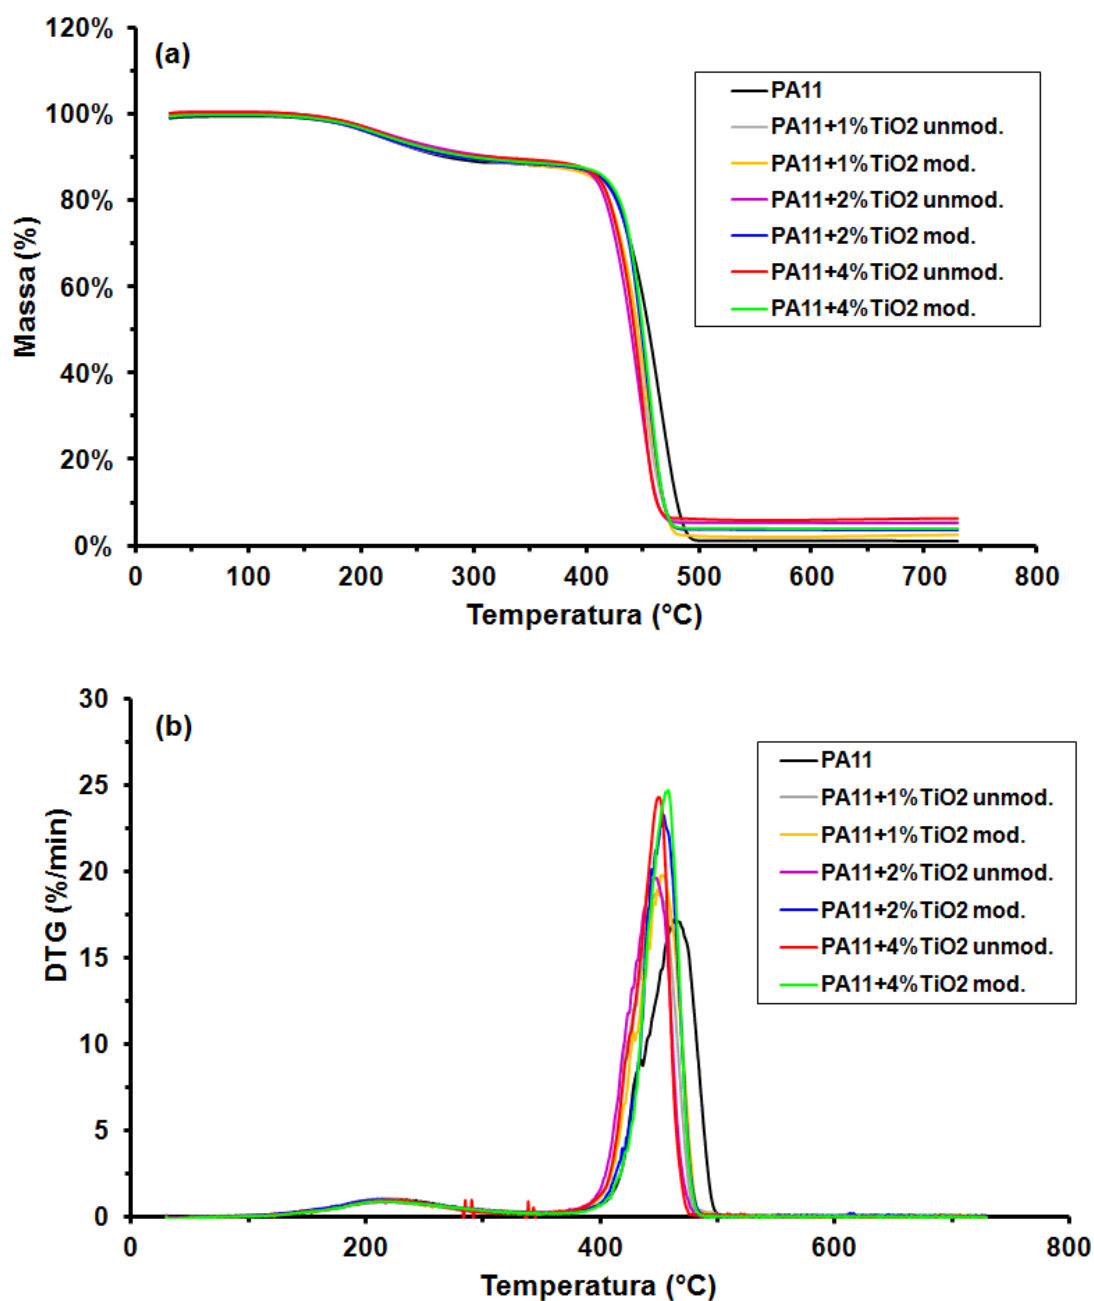 (a)
120%
100%
80%
60%
40%
20%
0%
Massa (%)
0 100 200 300 400 500 600 700 800
Temperatura (°C)
PA11
PA11+1%TiO2 unmod.
PA11+1%TiO2 mod.
PA11+2%TiO2 unmod.
PA11+2%TiO2 mod.
PA11+4%TiO2 unmod.
PA11+4%TiO2 mod.
(b)
30
25
20
15
10
5
0
DTG (%/min)
0 200 400 600 800
Temperatura (°C)
PA11
PA11+1%TiO2 unmod.
PA11+1%TiO2 mod.
PA11+2%TiO2 unmod.
PA11+2%TiO2 mod.
PA11+4%TiO2 unmod.
PA11+4%TiO2 mod.